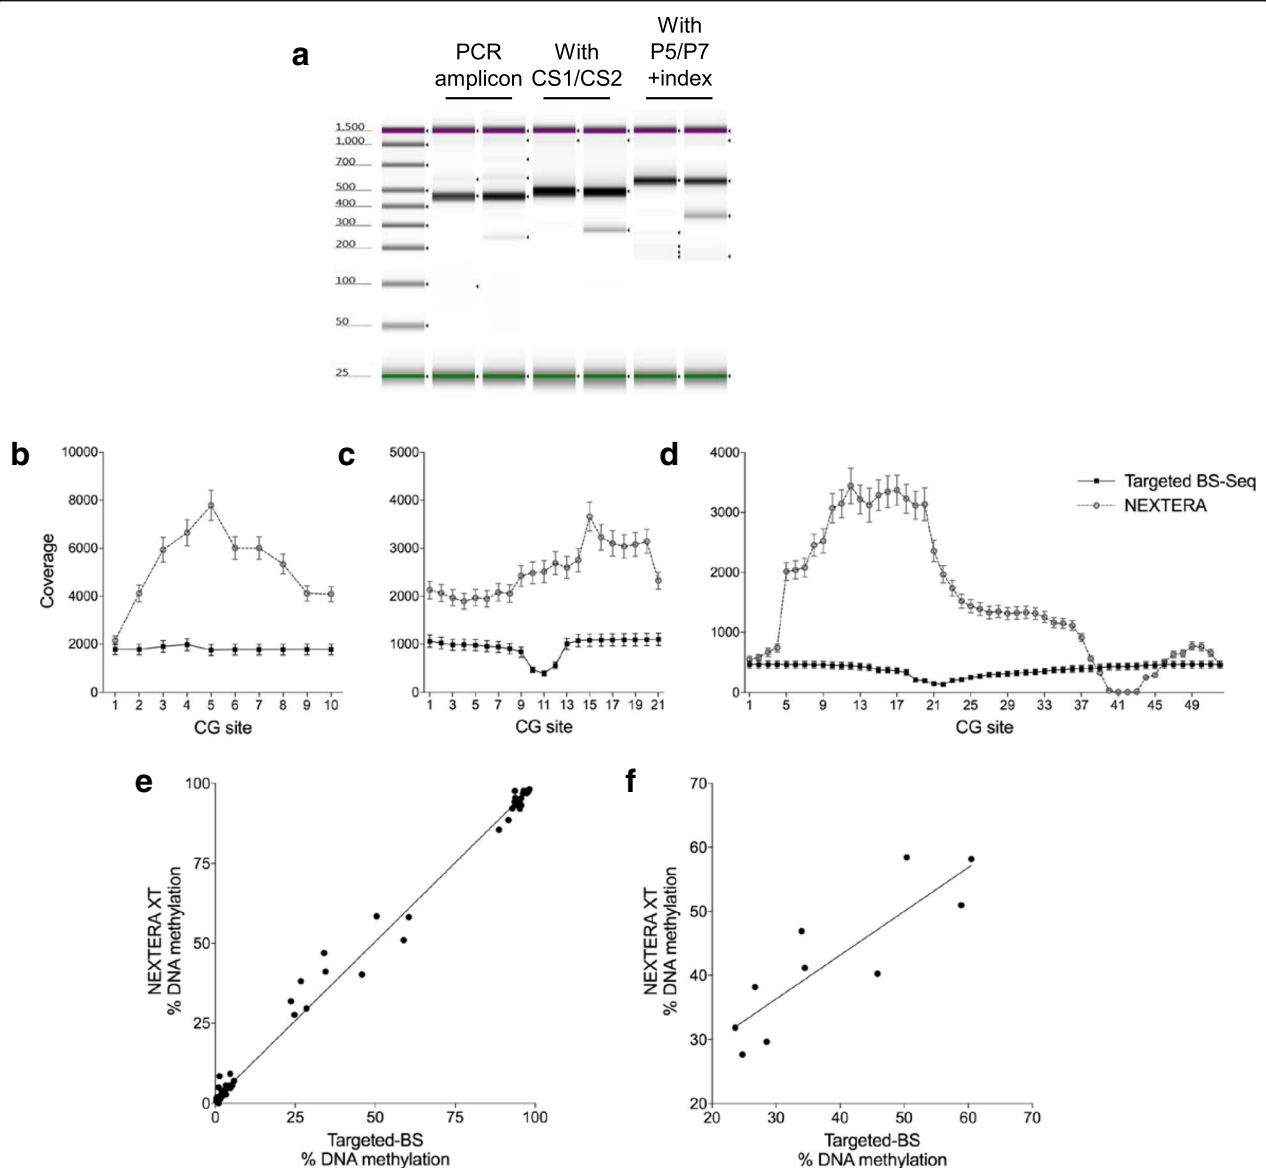 a
PCR
amplicon
With
CS1/CS2
With
P5/P7
+index
1,500
1,000
700
500
400
300
200
100
50
25
b
Coverage
10000
8000
6000
4000
2000
0
1 2 3 4 5 6 7 8 9 10
CG site
c
5000
4000
3000
2000
1000
0
1 3 5 7 9 11 13 15 17 19 21
CG site
d
4000
3000
2000
1000
0
1 5 9 13 17 21 25 29 33 37 41 45 49
CG site
Targeted BS-Seq
NEXTERA
e
NEXTERA XT
% DNA methylation
100
75
50
25
0
0 25 50 75 100
Targeted-BS
% DNA methylation
f
NEXTERA XT
% DNA methylation
70
60
50
40
30
20
20 30 40 50 60 70
Targeted-BS
% DNA methylation